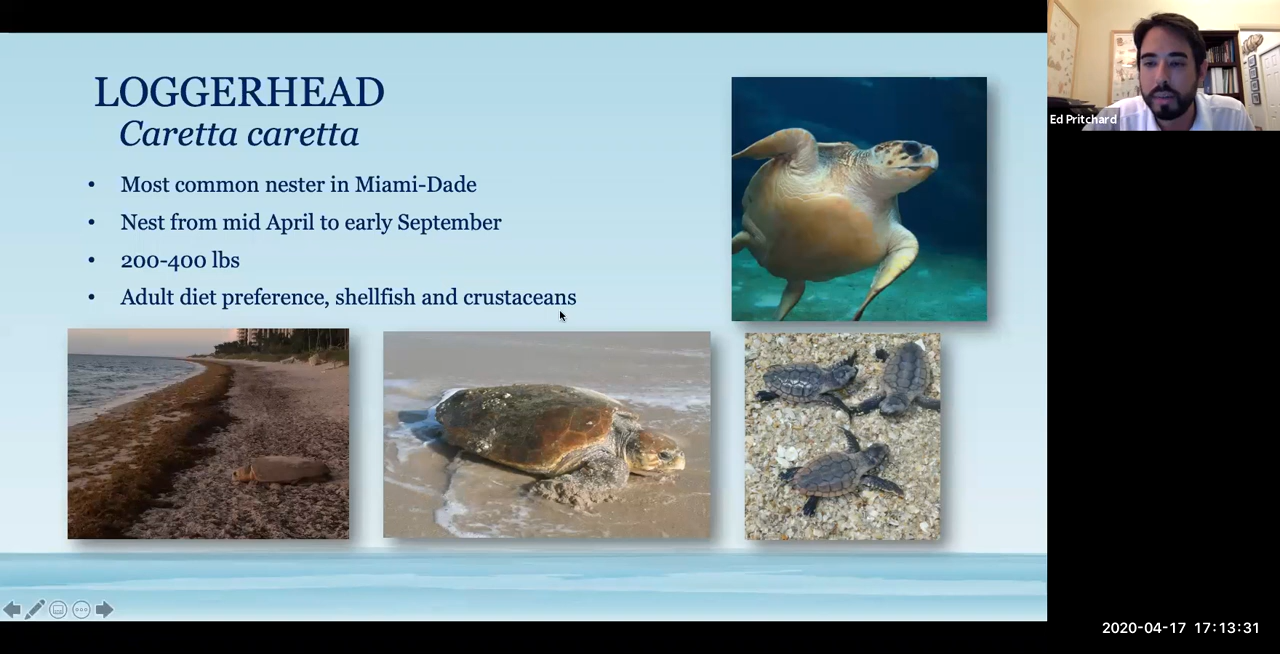 LOGGERHEAD
Caretta caretta
• Most common nester in Miami-Dade
• Nest from mid April to early September
• 200-400 lbs
• Adult diet preference, shellfish and crustaceans
Ed Pritchard
2020-04-17 17:13:31